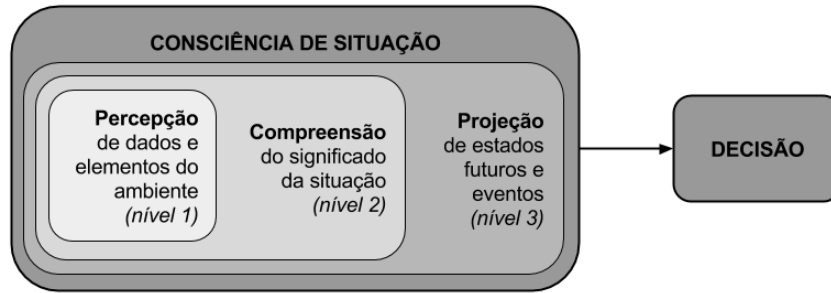 CONSCIÊNCIA DE SITUAÇÃO
Percepção
de dados e
elementos do
ambiente
(nível 1)
Compreensão
do significado
da situação
(nível 2)
Projeção
de estados
futuros e
eventos
(nível 3)
DECISÃO